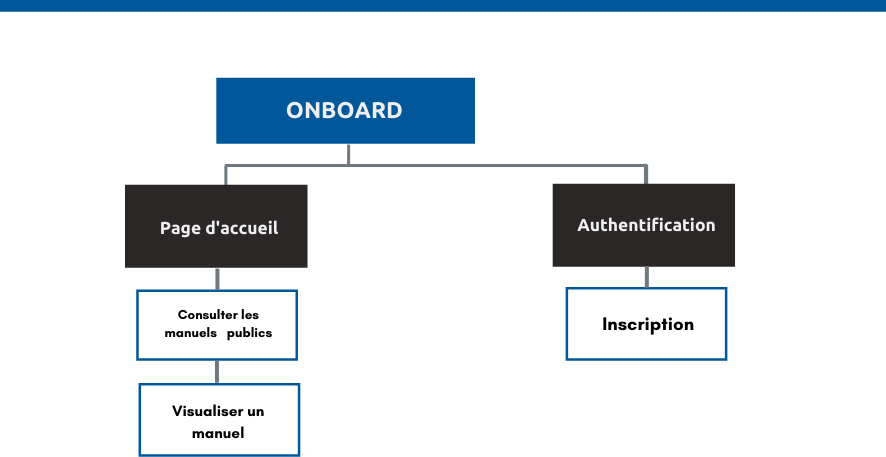 ONBOARD
Page d'accueil
Authentification
Consulter les
manuels publics
Inscription
Visualiser un
manuel